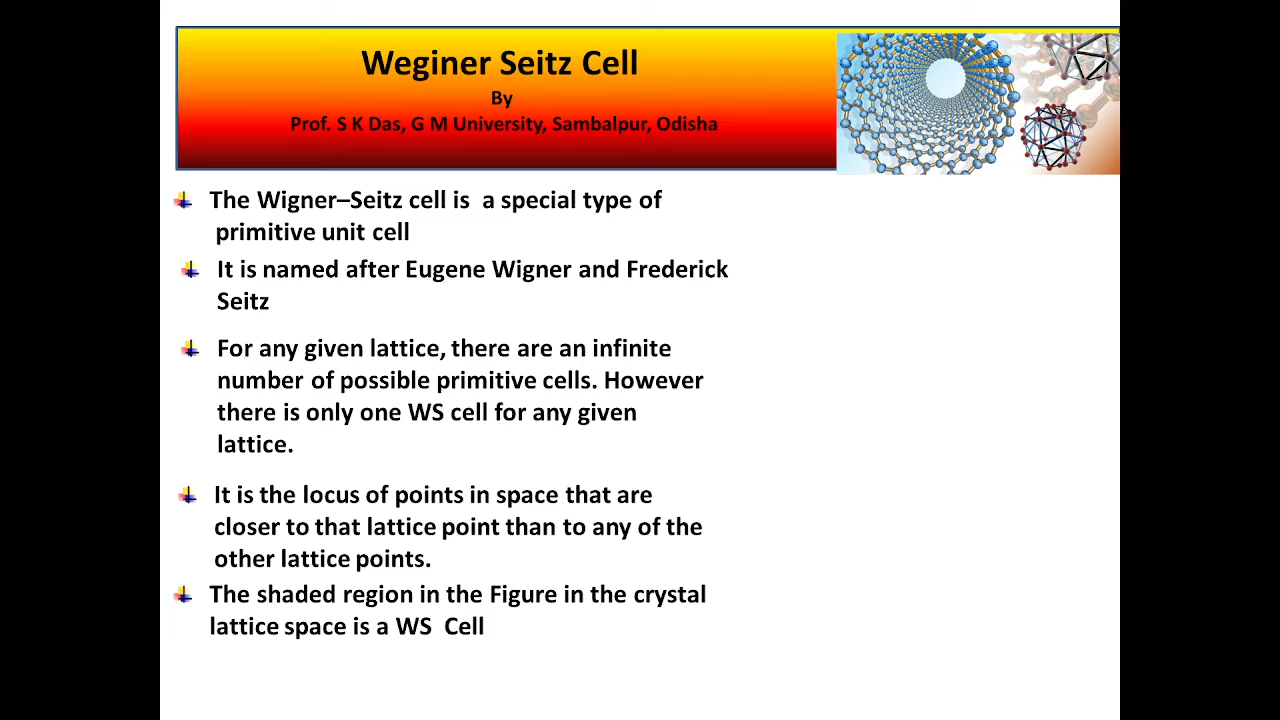 Weginer Seitz Cell
By
Prof. S K Das, G M University, Sambalpur, Odisha
The Wigner–Seitz cell is a special type of
primitive unit cell
It is named after Eugene Wigner and Frederick
Seitz
For any given lattice, there are an infinite
number of possible primitive cells. However
there is only one WS cell for any given
lattice.
It is the locus of points in space that are
closer to that lattice point than to any of the
other lattice points.
The shaded region in the Figure in the crystal
lattice space is a WS Cell